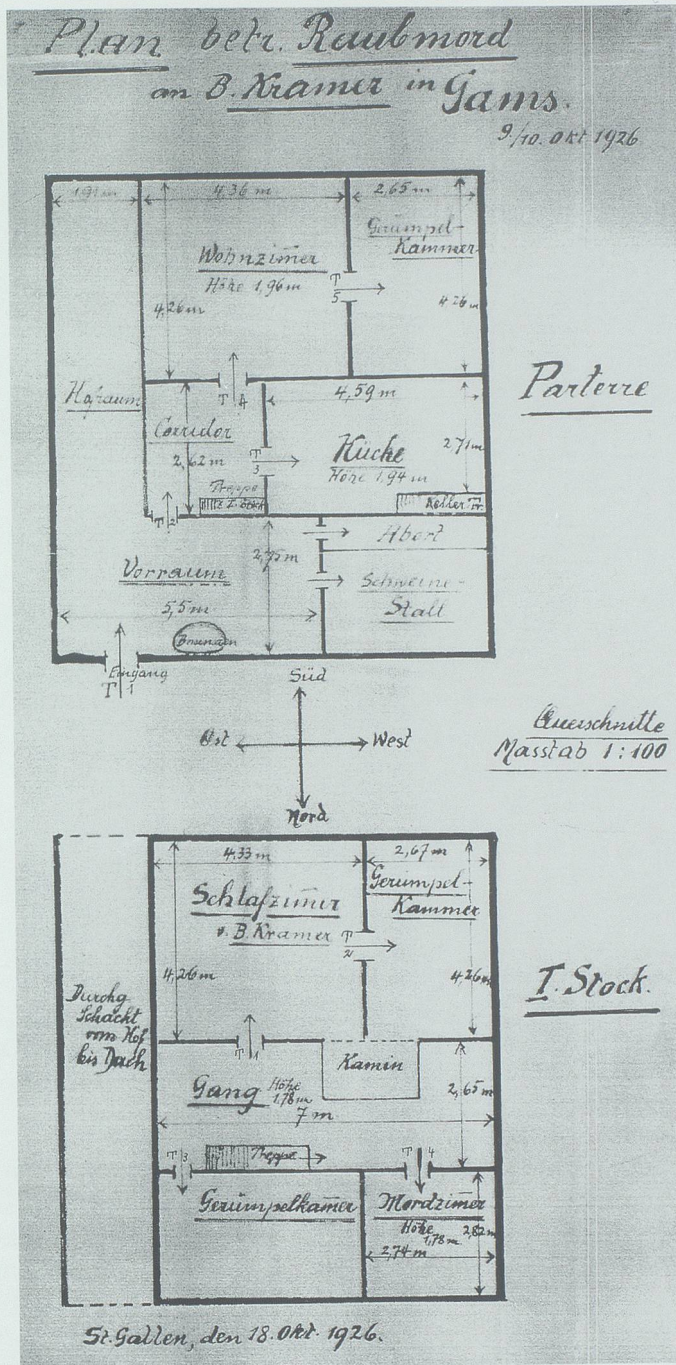 Plan betr. Raubmord
an B. Kramer in Gams.
9./10. Okt 1926
4,36 m
2,65 m
Gerümpel-
Kammer
Wohnzimer
Höhe 1,96 m
T
5
4,26 m
4,26 m
Parterre
Hofraum
T 4
4,59 m
Corridor
2,62 m
T
3
Küche
Höhe 1,94 m
2,71 m
Treppe
z. I. Stock
Keller Tr.
T 2
Vorraum
2,75 m
Abort
Schweine-
Stall
5,5 m
Brunnen
Eingang
T 1
Süd
Ost
West
Nord
Querschnitte
Masstab 1:100
4,33 m
2,67 m
Schlafzimer
v. B. Kramer
Gerümpel-
Kammer
T
2
4,26 m
4,26 m
I. Stock.
Durchg
Schacht
vom Hof
bis Dach
T 1
Kamin
Gang
Höhe
1,78 m
7 m
2,65 m
T 3
Treppe
T 4
Gerümpelkamer
Mordzimer
Höhe
1,78 m
2,82 m
2,74 m
St. Gallen, den 18. Okt. 1926.